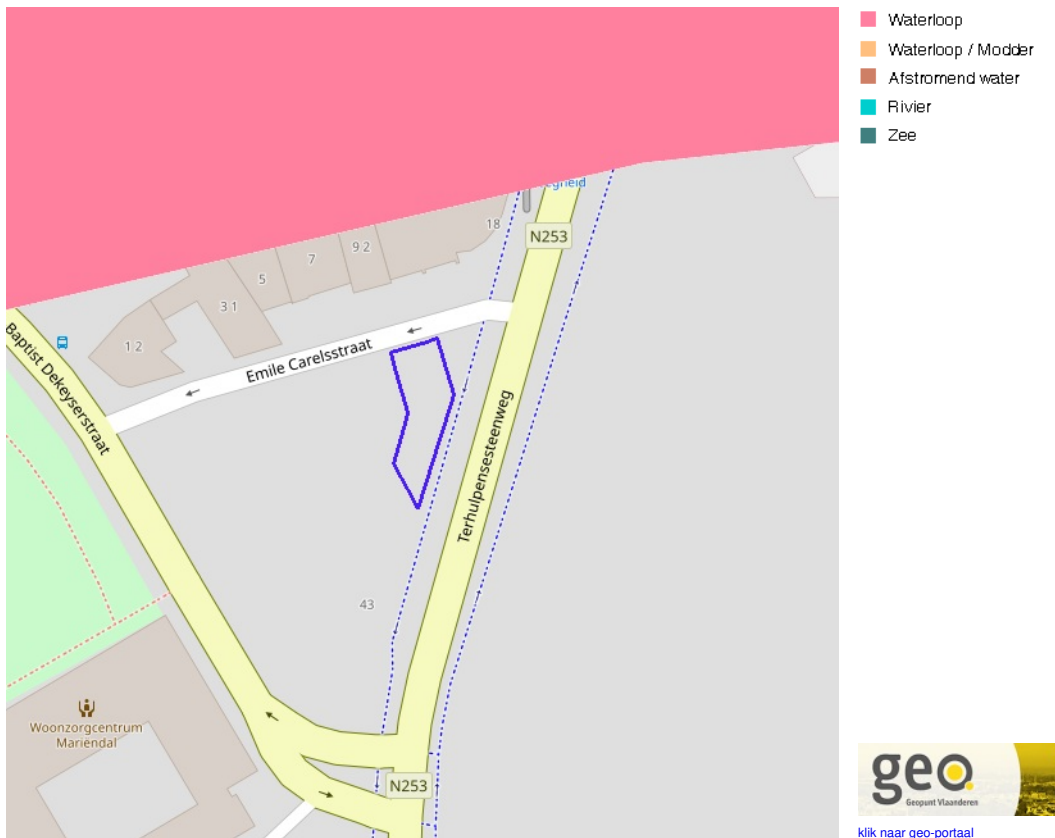 Waterloop
Waterloop / Modder
Afstromend water
Rivier
Zee
18
N253
9 2
7
5
3 1
1 2
Emile Carelsstraat
Baptist Dekeyserstraat
Terhulpensesteenweg
43
Woonzorgcentrum
Mariëndal
N253
geo.
Geopunt Vlaanderen
klik naar geo-portaal